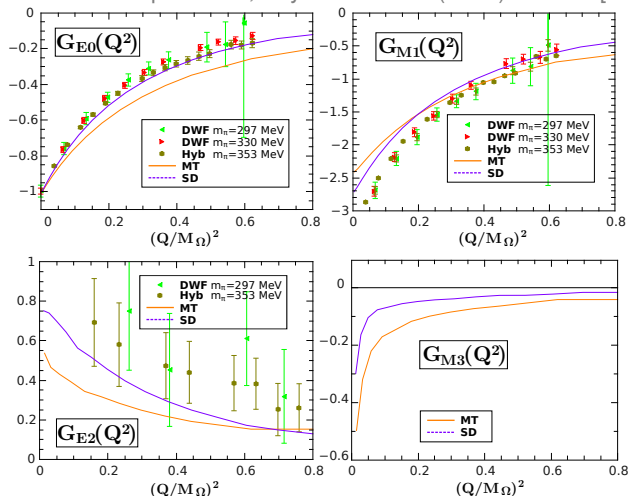 G_E0(Q²)
0
−0.2
−0.4
−0.6
−0.8
−1
DWF m_π=297 MeV
DWF m_π=330 MeV
Hyb m_π=353 MeV
MT
SD
0 0.2 0.4 0.6 0.8
(Q/M_Ω)²
G_M1(Q²)
0
−0.5
−1
−1.5
−2
−2.5
−3
DWF m_π=297 MeV
DWF m_π=330 MeV
Hyb m_π=353 MeV
MT
SD
0 0.2 0.4 0.6 0.8
(Q/M_Ω)²
1
0.8
0.6
0.4
0.2
0
DWF m_π=297 MeV
Hyb m_π=353 MeV
MT
SD
G_E2(Q²)
0 0.2 0.4 0.6 0.8
(Q/M_Ω)²
0
−0.2
−0.4
−0.6
G_M3(Q²)
MT
SD
0 0.2 0.4 0.6 0.8
(Q/M_Ω)²